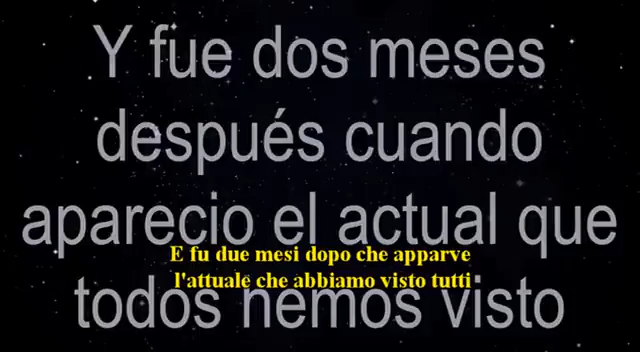 Y fue dos meses
después cuando
aparecio el actual que
E fu due mesi dopo che apparve
l'attuale che abbiamo visto tutti
todos hemos visto